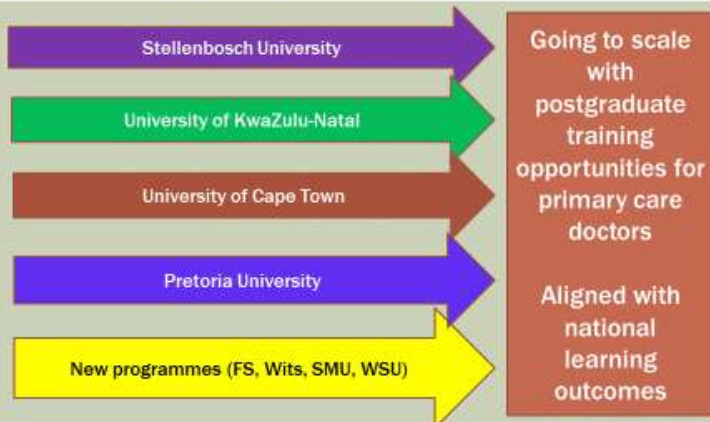 Stellenbosch University
University of KwaZulu-Natal
University of Cape Town
Pretoria University
New programmes (FS, Wits, SMU, WSU)
Going to scale
with
postgraduate
training
opportunities for
primary care
doctors
Aligned with
national
learning
outcomes